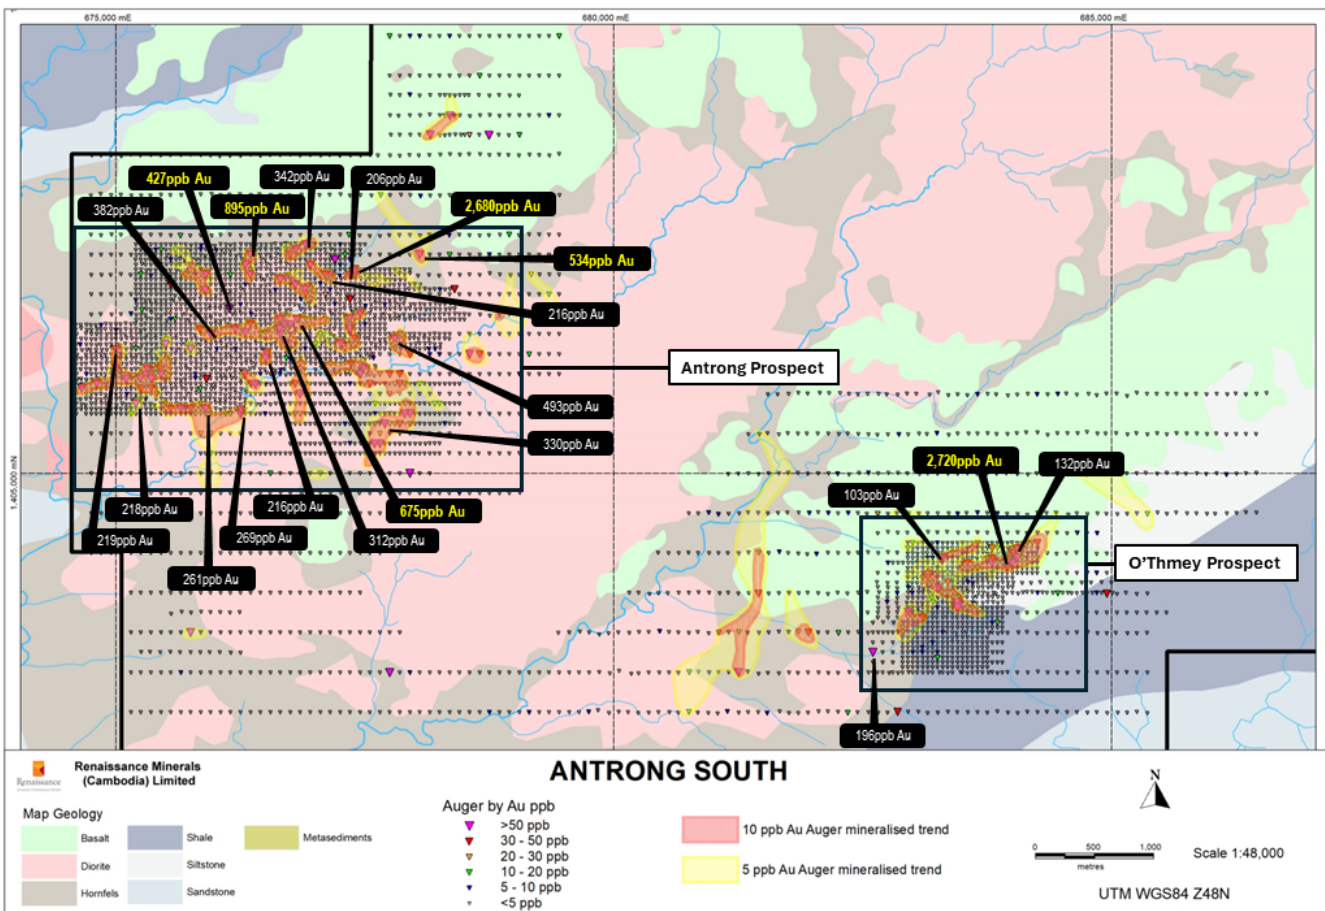 675,000 mE
680,000 mE
685,000 mE
1,405,000 mN
427ppb Au
342ppb Au
206ppb Au
382ppb Au
895ppb Au
2,680ppb Au
534ppb Au
216ppb Au
Antrong Prospect
493ppb Au
330ppb Au
218ppb Au
216ppb Au
675ppb Au
219ppb Au
269ppb Au
312ppb Au
261ppb Au
2,720ppb Au
132ppb Au
103ppb Au
O'Thmey Prospect
196ppb Au
Renaissance
Renaissance Minerals
(Cambodia) Limited
ANTRONG SOUTH
Map Geology
Basalt
Shale
Metasediments
Diorite
Siltstone
Hornfels
Sandstone
Auger by Au ppb
>50 ppb
30 - 50 ppb
20 - 30 ppb
10 - 20 ppb
5 - 10 ppb
<5 ppb
10 ppb Au Auger mineralised trend
5 ppb Au Auger mineralised trend
N
0 500 1,000
metres
Scale 1:48,000
UTM WGS84 Z48N